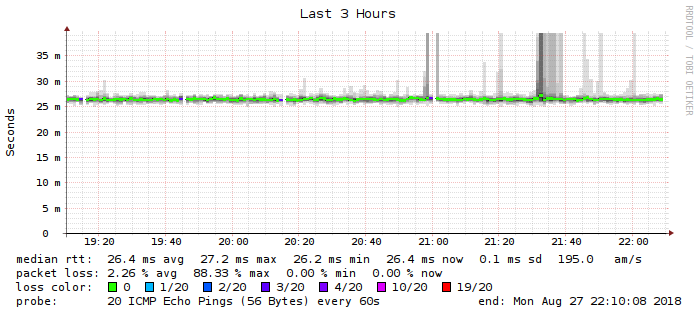 Last 3 Hours
RRDTOOL / TOBI OETIKER
Seconds
35 m
30 m
25 m
20 m
15 m
10 m
5 m
0
19:20 19:40 20:00 20:20 20:40 21:00 21:20 21:40 22:00
median rtt: 26.4 ms avg 27.2 ms max 26.2 ms min 26.4 ms now 0.1 ms sd 195.0 am/s
packet loss: 2.26 % avg 88.33 % max 0.00 % min 0.00 % now
loss color: 0 1/20 2/20 3/20 4/20 10/20 19/20
probe: 20 ICMP Echo Pings (56 Bytes) every 60s end: Mon Aug 27 22:10:08 2018